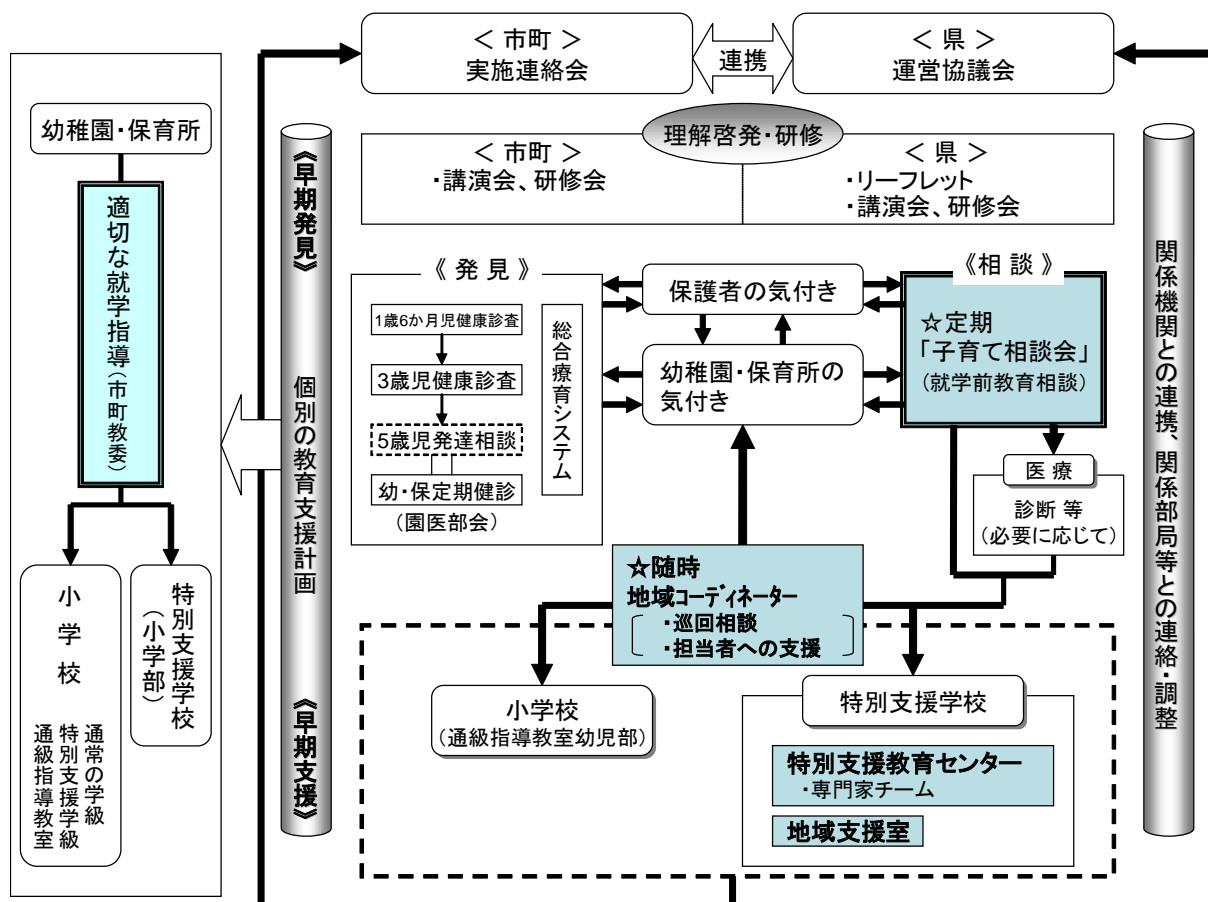 ＜ 市町 ＞
実施連絡会
連携
＜ 県 ＞
運営協議会
幼稚園・保育所
適切な就学指導（市町教委）
小学校
通常の学級
特別支援学級
通級指導教室
特別支援学校
（小学部）
《早期発見》
個別の教育支援計画
《早期支援》
理解啓発・研修
＜ 市町 ＞
・講演会、研修会
＜ 県 ＞
・リーフレット
・講演会、研修会
《 発 見 》
1歳6か月児健康診査
3歳児健康診査
5歳児発達相談
幼・保定期健診
（園医部会）
総合療育システム
保護者の気付き
幼稚園・保育所の
気付き
《相談》
☆定期
「子育て相談会」
（就学前教育相談）
医 療
診断 等
（必要に応じて）
☆随時
地域コーディネーター
・巡回相談
・担当者への支援
小学校
（通級指導教室幼児部）
特別支援学校
特別支援教育センター
・専門家チーム
地域支援室
関係機関との連携、関係部局等との連絡・調整